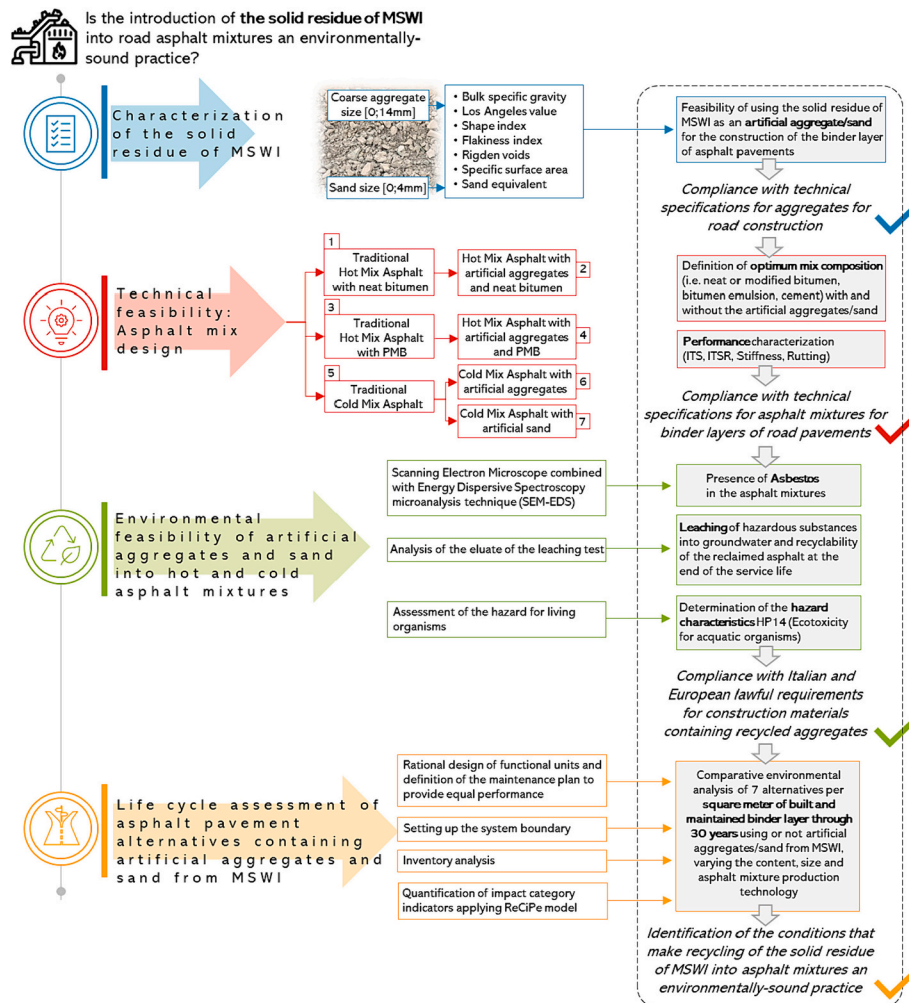 Is the introduction of the solid residue of MSWI
into road asphalt mixtures an environmentally-
sound practice?
Characterization
of the solid
residue of MSWI
Coarse aggregate
size [0;14mm]
Sand size [0;4mm]
• Bulk specific gravity
• Los Angeles value
• Shape index
• Flakiness index
• Rigden voids
• Specific surface area
• Sand equivalent
Feasibility of using the solid residue of
MSWI as an artificial aggregate/sand
for the construction of the binder layer
of asphalt pavements
Compliance with technical
specifications for aggregates for
road construction
Technical
feasibility:
Asphalt mix
design
1
Traditional
Hot Mix Asphalt
with neat bitumen
Hot Mix Asphalt with
artificial aggregates
and neat bitumen
2
3
Traditional
Hot Mix Asphalt
with PMB
Hot Mix Asphalt with
artificial aggregates
and PMB
4
5
Traditional
Cold Mix Asphalt
Cold Mix Asphalt with
artificial aggregates
6
Cold Mix Asphalt with
artificial sand
7
Definition of optimum mix composition
(i.e. neat or modified bitumen,
bitumen emulsion, cement) with and
without the artificial aggregates/sand
Performance characterization
(ITS, ITSR, Stiffness, Rutting)
Compliance with technical
specifications for asphalt mixtures for
binder layers of road pavements
Environmental
feasibility of artificial
aggregates and sand
into hot and cold
asphalt mixtures
Scanning Electron Microscope combined
with Energy Dispersive Spectroscopy
microanalysis technique (SEM-EDS)
Analysis of the eluate of the leaching test
Assessment of the hazard for living
organisms
Presence of Asbestos
in the asphalt mixtures
Leaching of hazardous substances
into groundwater and recyclability
of the reclaimed asphalt at the
end of the service life
Determination of the hazard
characteristics HP14 (Ecotoxicity
for acquatic organisms)
Compliance with Italian and
European lawful requirements
for construction materials
containing recycled aggregates
Life cycle assessment of
asphalt pavement
alternatives containing
artificial aggregates and
sand from MSWI
Rational design of functional units and
definition of the maintenance plan to
provide equal performance
Setting up the system boundary
Inventory analysis
Quantification of impact category
indicators applying ReCiPe model
Comparative environmental
analysis of 7 alternatives per
square meter of built and
maintained binder layer through
30 years using or not artificial
aggregates/sand from MSWI,
varying the content, size and
asphalt mixture production
technology
Identification of the conditions that
make recycling of the solid residue
of MSWI into asphalt mixtures an
environmentally-sound practice